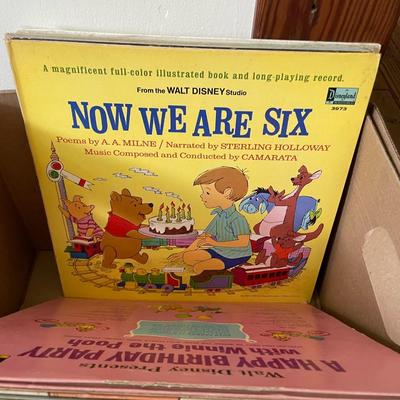 A magnificent full-color illustrated book and long-playing record.
From the WALT DISNEY Studio
Disneyland
3973
NOW WE ARE SIX
Poems by A. A. MILNE / Narrated by STERLING HOLLOWAY
Music Composed and Conducted by CAMARATA
Walt Disney Presents
A HAPPY BIRTHDAY PARTY
with Winnie the Pooh